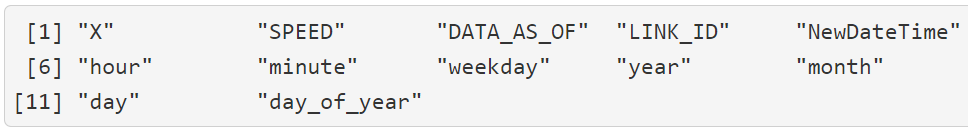 [1] "X" "SPEED" "DATA_AS_OF" "LINK_ID" "NewDateTime"
[6] "hour" "minute" "weekday" "year" "month"
[11] "day" "day_of_year"